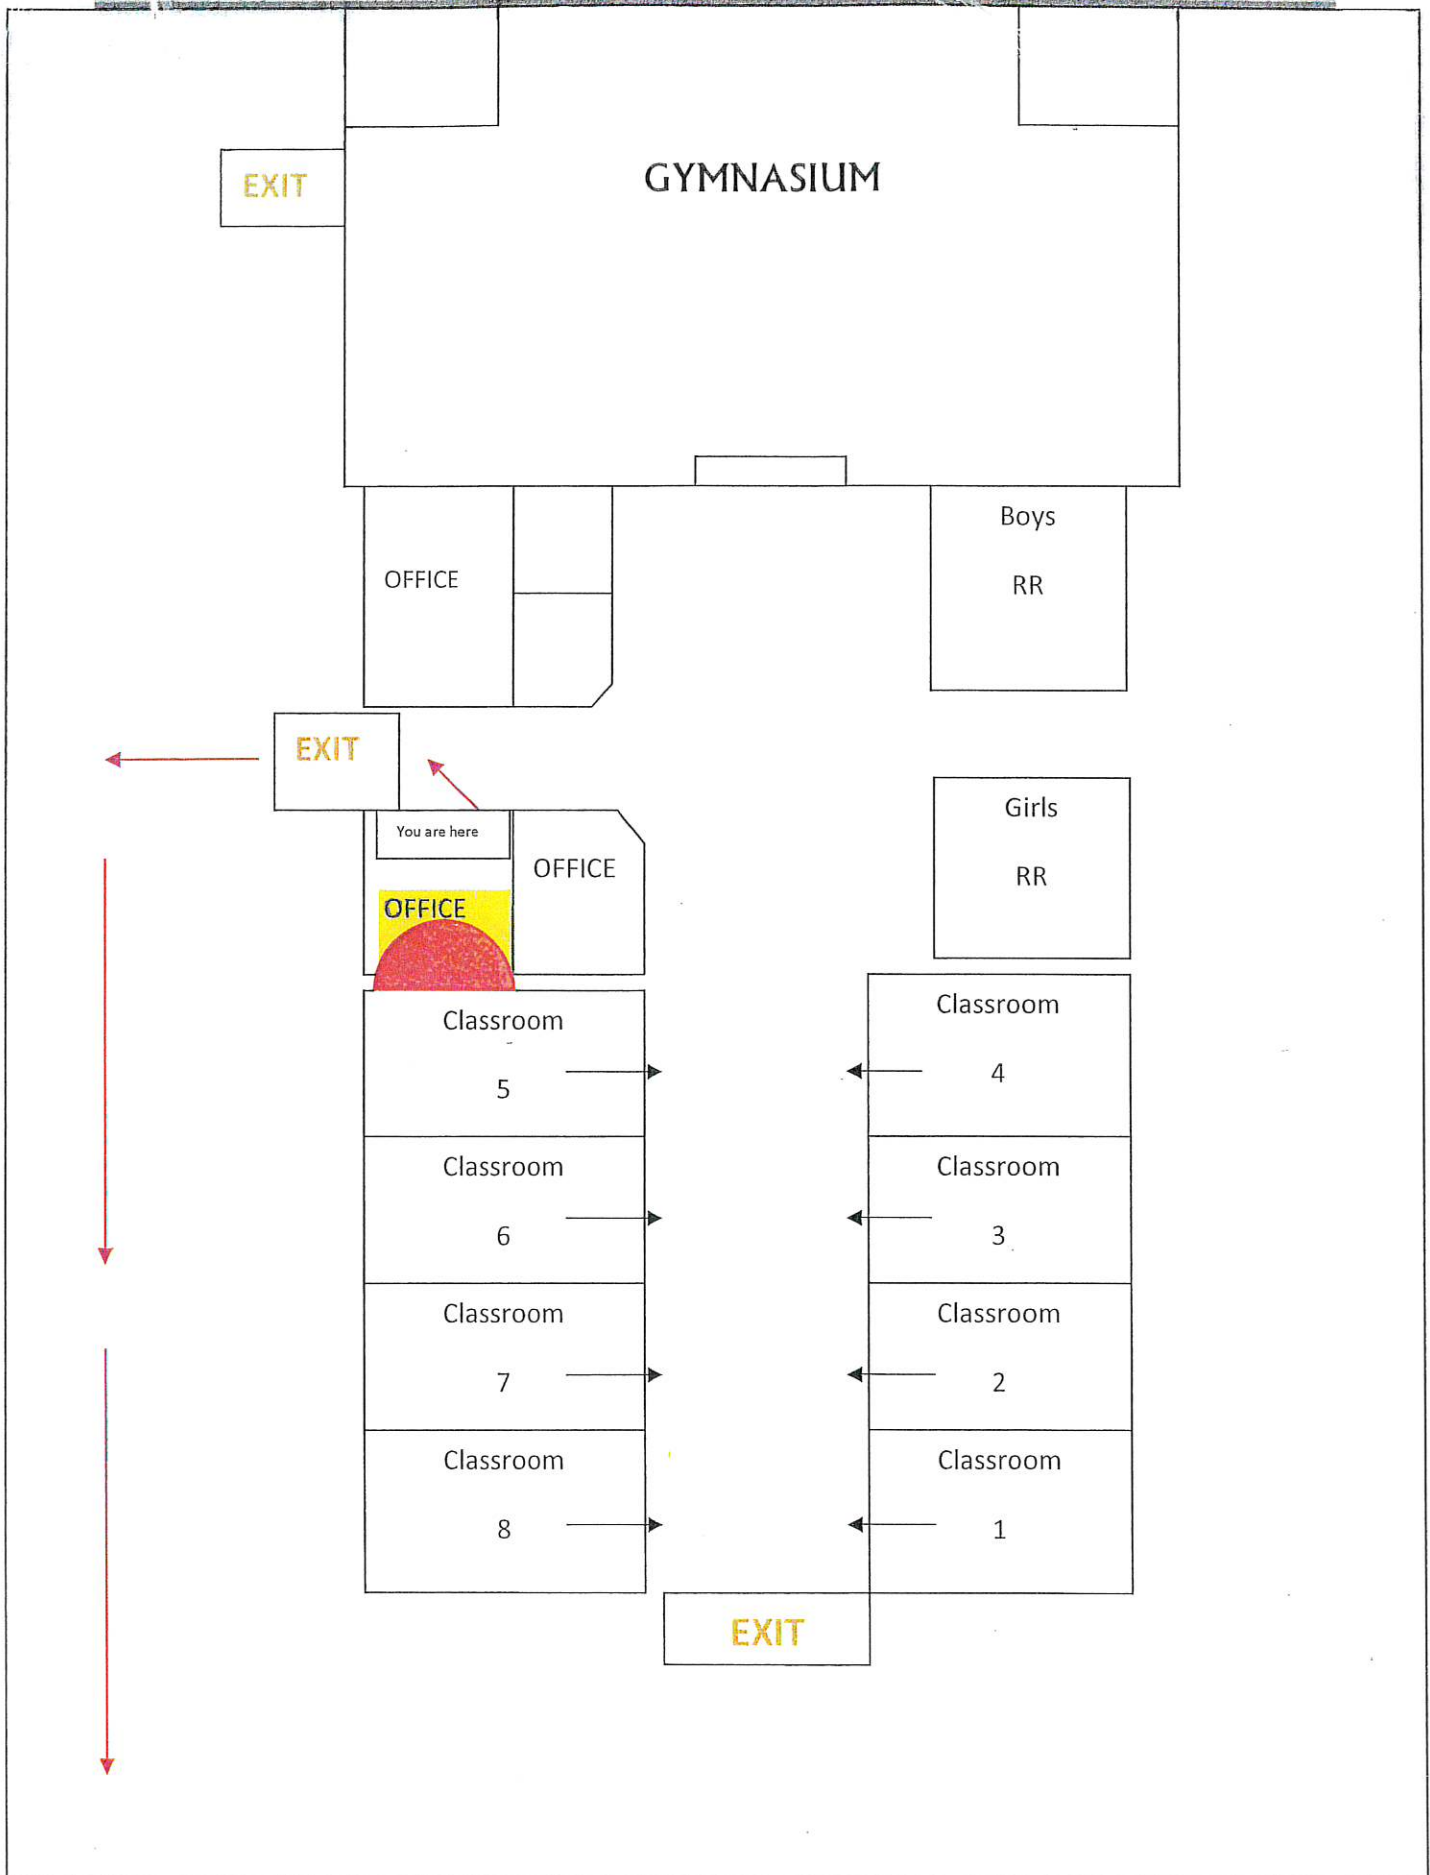 GYMNASIUM
EXIT
OFFICE
Boys
RR
EXIT
You are here
OFFICE
OFFICE
Girls
RR
Classroom
5
Classroom
4
Classroom
6
Classroom
3
Classroom
7
Classroom
2
Classroom
8
Classroom
1
EXIT